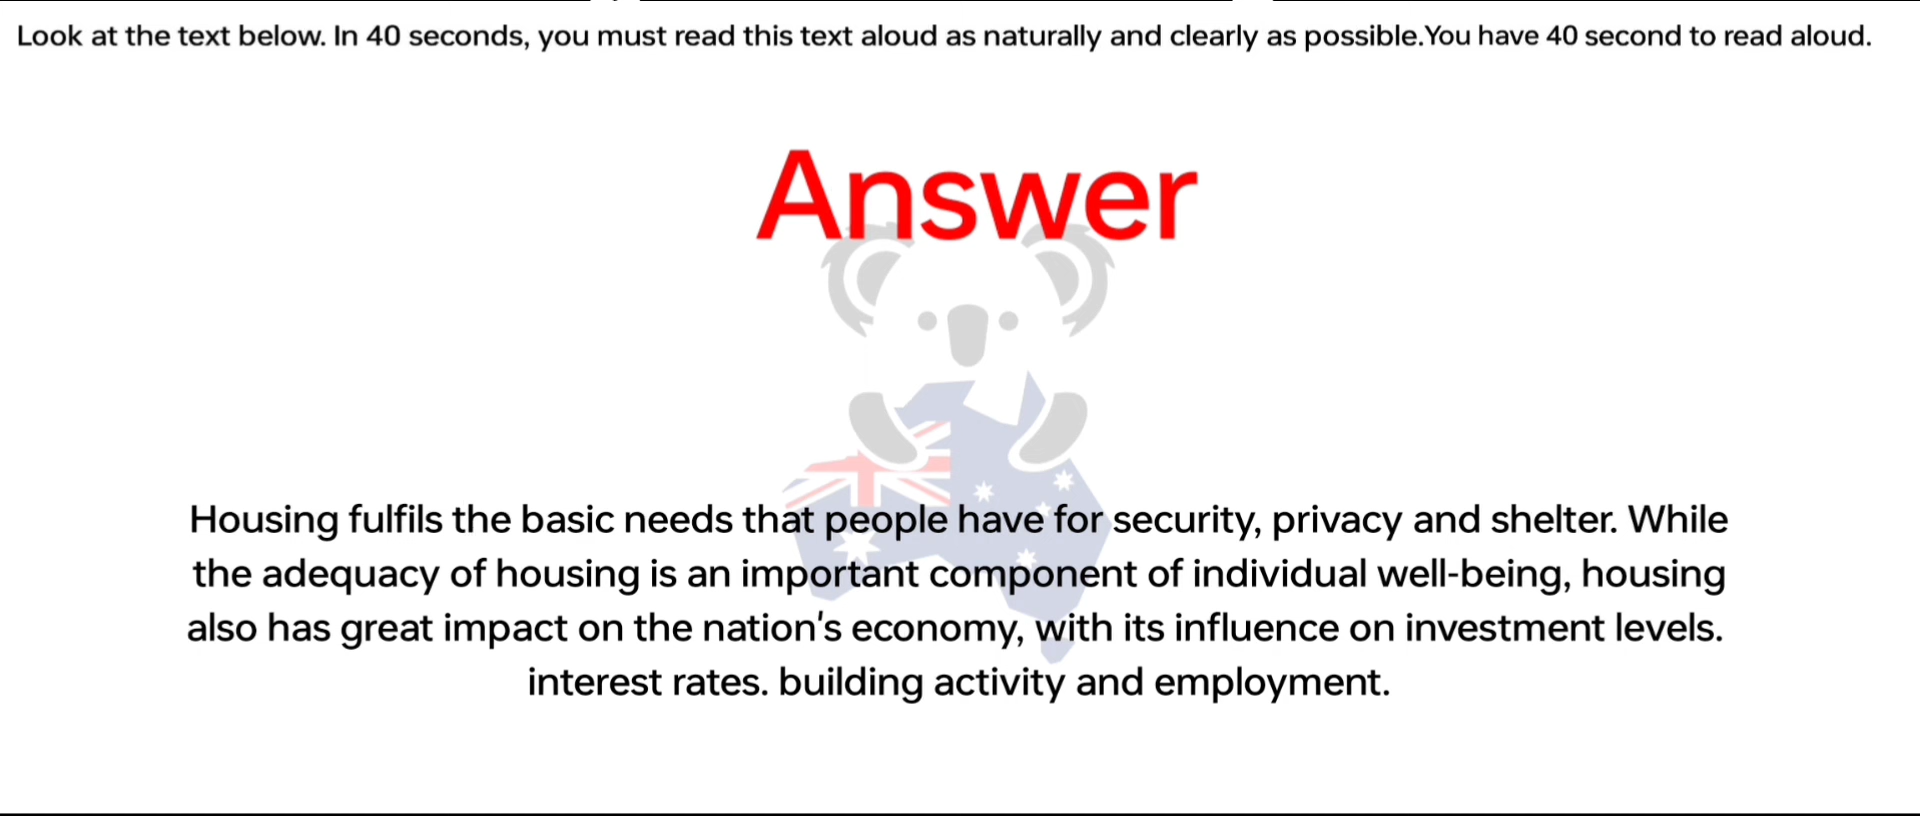 Look at the text below. In 40 seconds, you must read this text aloud as naturally and clearly as possible.You have 40 second to read aloud.
Answer
Housing fulfils the basic needs that people have for security, privacy and shelter. While
the adequacy of housing is an important component of individual well-being, housing
also has great impact on the nation's economy, with its influence on investment levels.
interest rates. building activity and employment.